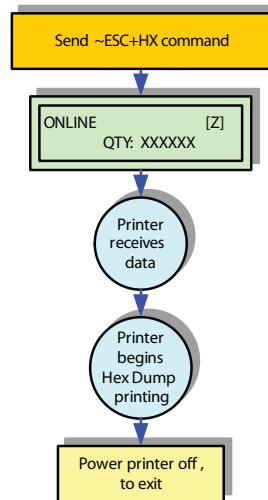 Send ~ESC+HX command
ONLINE [Z]
QTY: XXXXXX
Printer
receives
data
Printer
begins
Hex Dump
printing
Power printer off ,
to exit